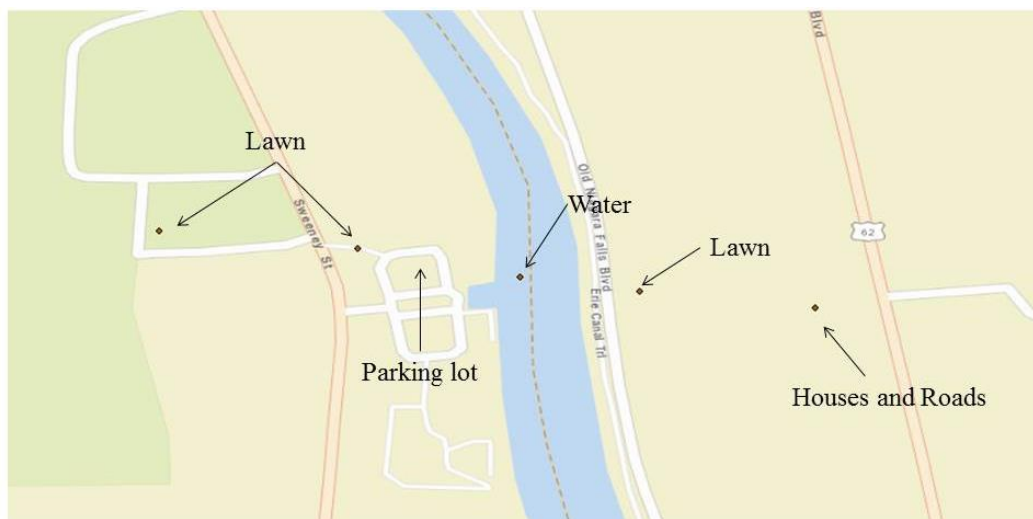 Blvd
Lawn
Sweeney St
Old Niagara Falls Blvd
Water
62
Lawn
Erie Canal Trl
Parking lot
Houses and Roads